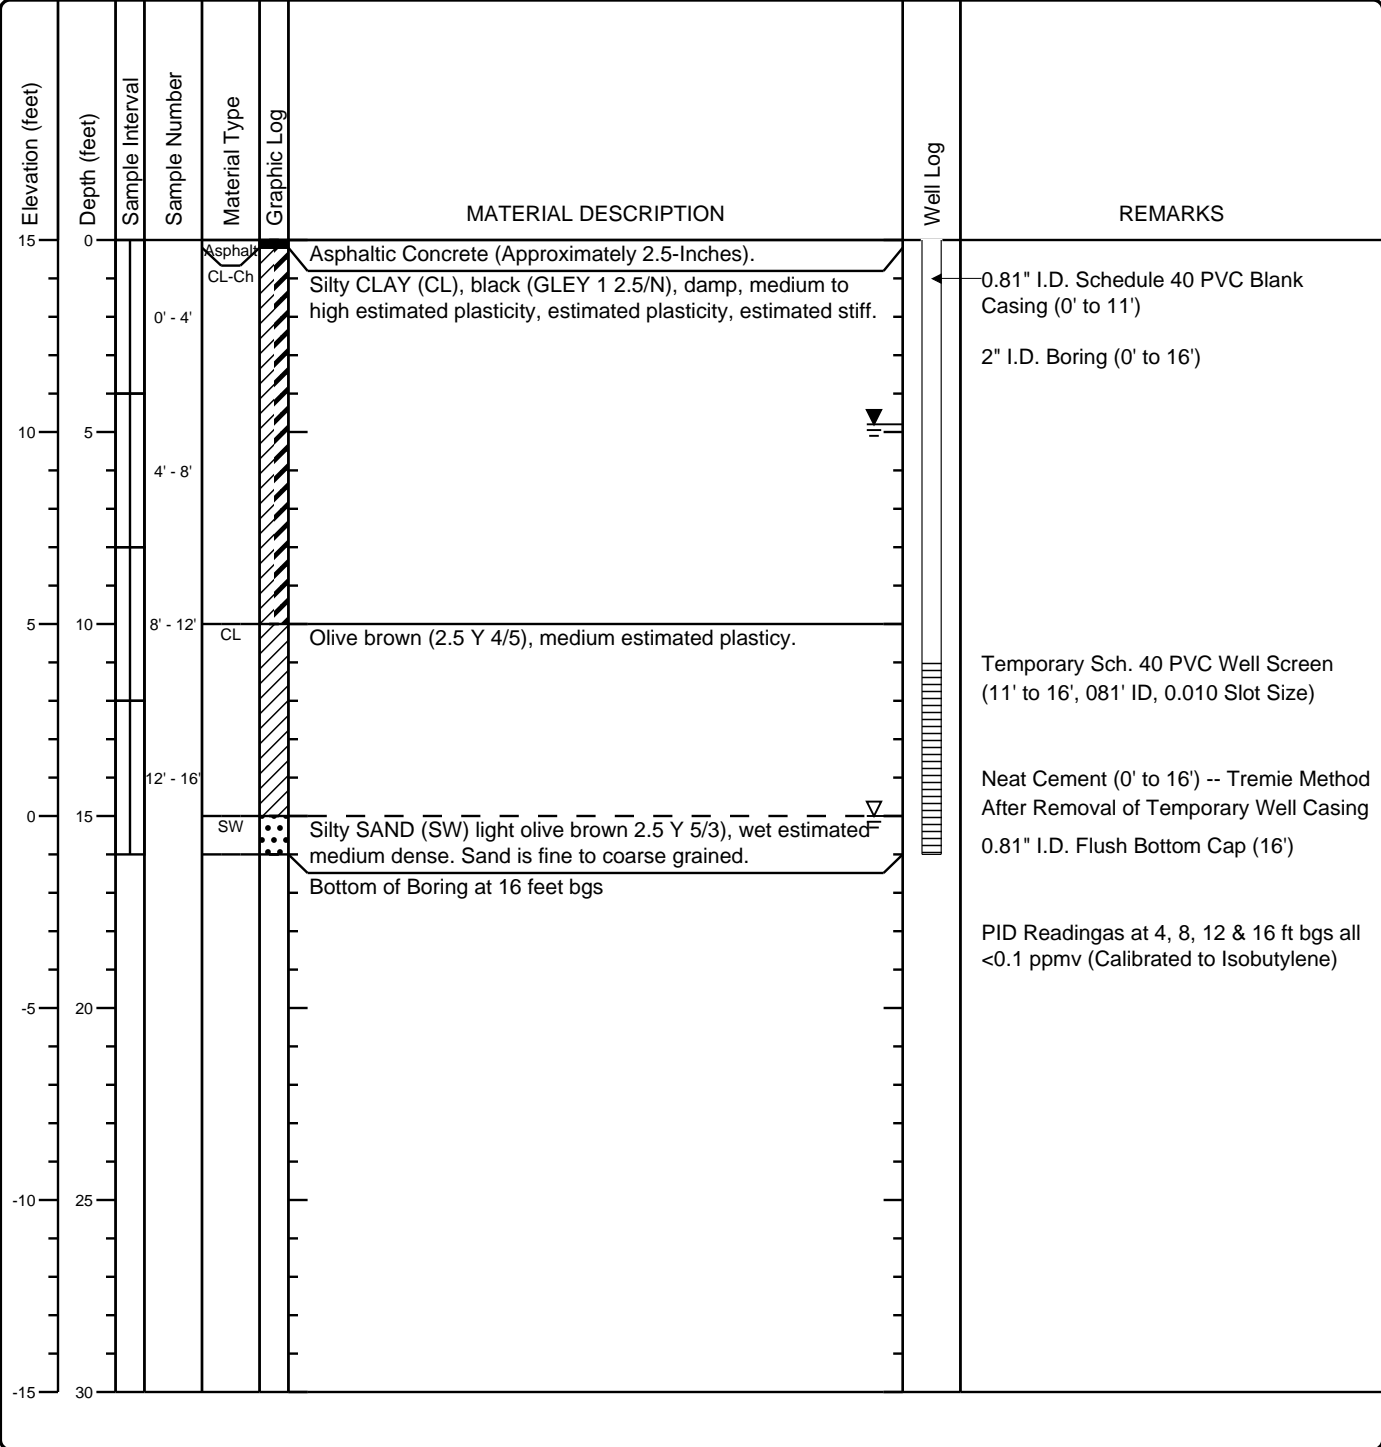 Elevation (feet)
Depth (feet)
Sample Interval
Sample Number
Material Type
Graphic Log
MATERIAL DESCRIPTION
Well Log
REMARKS
15
0
Asphalt
Asphaltic Concrete (Approximately 2.5-Inches).
CL-Ch
Silty CLAY (CL), black (GLEY 1 2.5/N), damp, medium to
high estimated plasticity, estimated plasticity, estimated stiff.
0.81" I.D. Schedule 40 PVC Blank
Casing (0' to 11')
0' - 4'
2" I.D. Boring (0' to 16')
10
5
4' - 8'
5
10
8' - 12'
CL
Olive brown (2.5 Y 4/5), medium estimated plasticy.
Temporary Sch. 40 PVC Well Screen
(11' to 16', 081' ID, 0.010 Slot Size)
12' - 16'
Neat Cement (0' to 16') -- Tremie Method
After Removal of Temporary Well Casing
0
15
SW
Silty SAND (SW) light olive brown 2.5 Y 5/3), wet estimated
medium dense. Sand is fine to coarse grained.
0.81" I.D. Flush Bottom Cap (16')
Bottom of Boring at 16 feet bgs
PID Readingas at 4, 8, 12 & 16 ft bgs all
<0.1 ppmv (Calibrated to Isobutylene)
-5
20
-10
25
-15
30